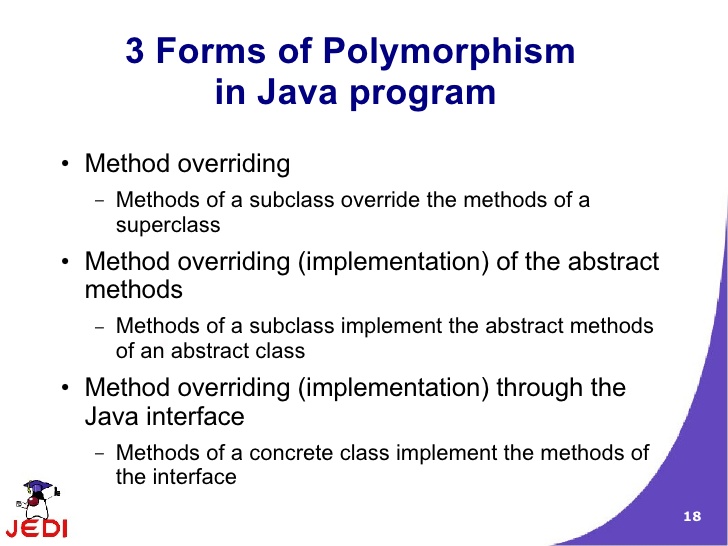 3 Forms of Polymorphism
in Java program
• Method overriding
– Methods of a subclass override the methods of a
superclass
• Method overriding (implementation) of the abstract
methods
– Methods of a subclass implement the abstract methods
of an abstract class
• Method overriding (implementation) through the
Java interface
– Methods of a concrete class implement the methods of
the interface
JEDI
18